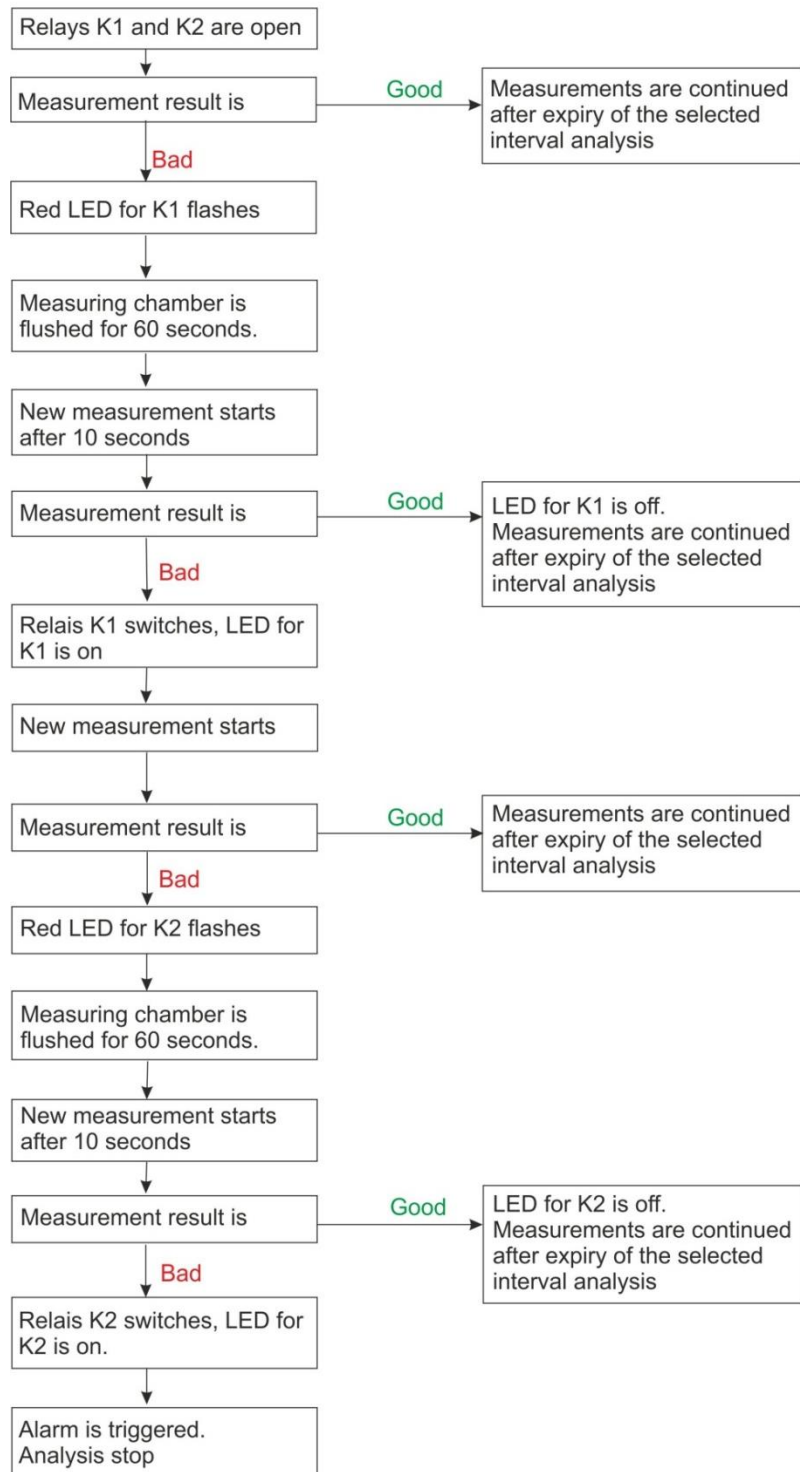 Relays K1 and K2 are open
Measurement result is
Good
Measurements are continued
after expiry of the selected
interval analysis
Bad
Red LED for K1 flashes
Measuring chamber is
flushed for 60 seconds.
New measurement starts
after 10 seconds
Measurement result is
Good
LED for K1 is off.
Measurements are continued
after expiry of the selected
interval analysis
Bad
Relais K1 switches, LED for
K1 is on
New measurement starts
Measurement result is
Good
Measurements are continued
after expiry of the selected
interval analysis
Bad
Red LED for K2 flashes
Measuring chamber is
flushed for 60 seconds.
New measurement starts
after 10 seconds
Measurement result is
Good
LED for K2 is off.
Measurements are continued
after expiry of the selected
interval analysis
Bad
Relais K2 switches, LED for
K2 is on.
Alarm is triggered.
Analysis stop